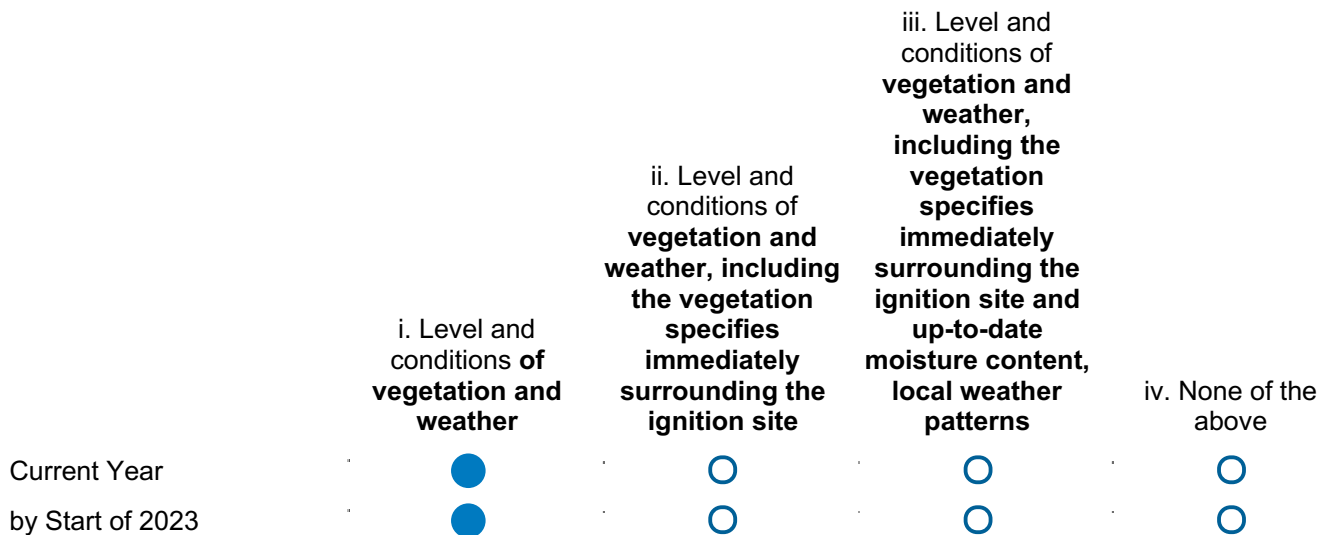 i. Level and
conditions of
vegetation and
weather
ii. Level and
conditions of
vegetation and
weather, including
the vegetation
specifies
immediately
surrounding the
ignition site
iii. Level and
conditions of
vegetation and
weather,
including the
vegetation
specifies
immediately
surrounding the
ignition site and
up-to-date
moisture content,
local weather
patterns
iv. None of the
above
Current Year
by Start of 2023